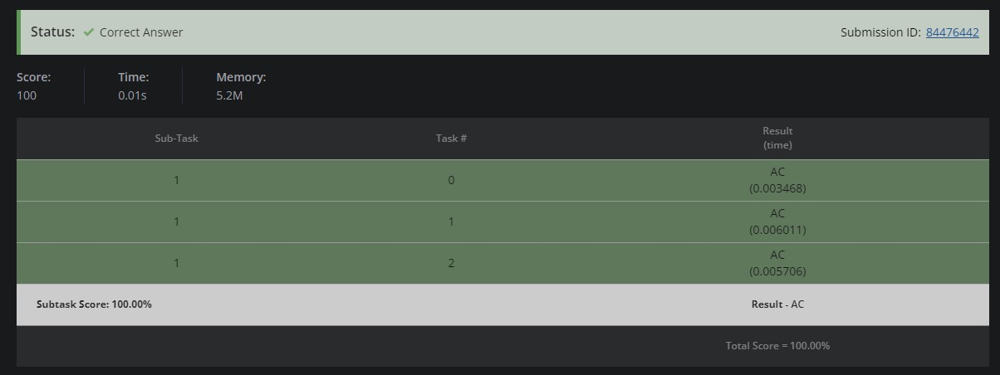 Status: ✔ Correct Answer Submission ID: 84476442
Score: Time: Memory:
100 0.01s 5.2M
Sub-Task Task # Result
(time)
1 0 AC
(0.003468)
1 1 AC
(0.006011)
1 2 AC
(0.005706)
Subtask Score: 100.00% Result - AC
Total Score = 100.00%